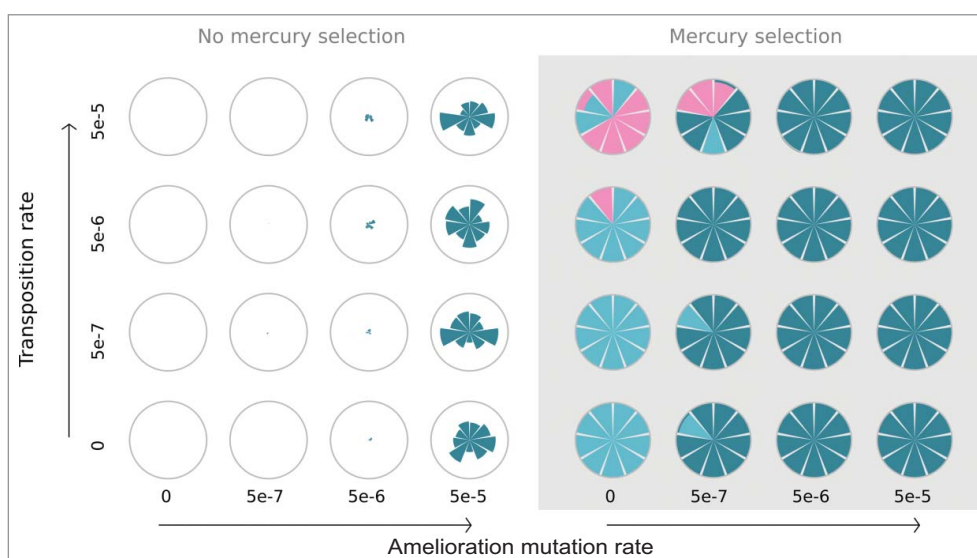 No mercury selection
Mercury selection
Transposition rate
5e-5
5e-6
5e-7
0
0
5e-7
5e-6
5e-5
0
5e-7
5e-6
5e-5
Amelioration mutation rate